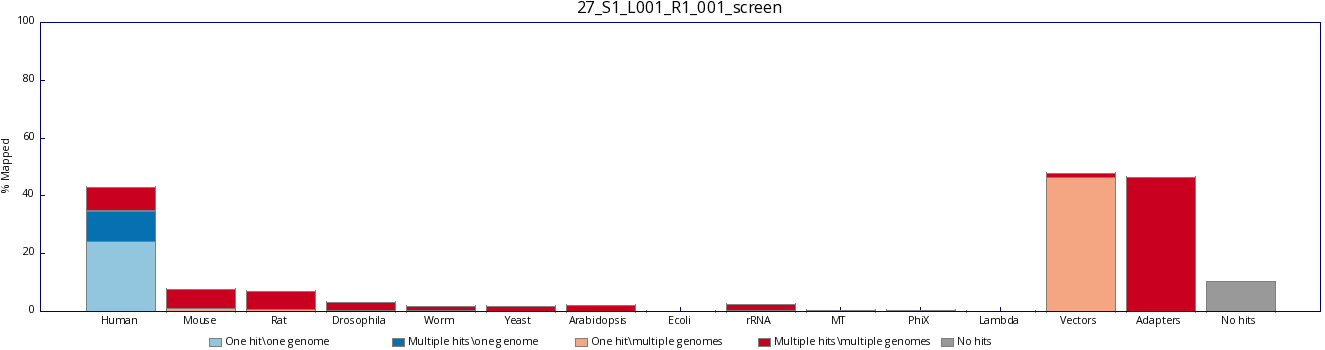 27_S1_L001_R1_001_screen
100
80
60
40
20
0
% Mapped
Human Mouse Rat Drosophila Worm Yeast Arabidopsis Ecoli rRNA MT PhiX Lambda Vectors Adapters No hits
One hit\one genome Multiple hits\one genome One hit\multiple genomes Multiple hits\multiple genomes No hits